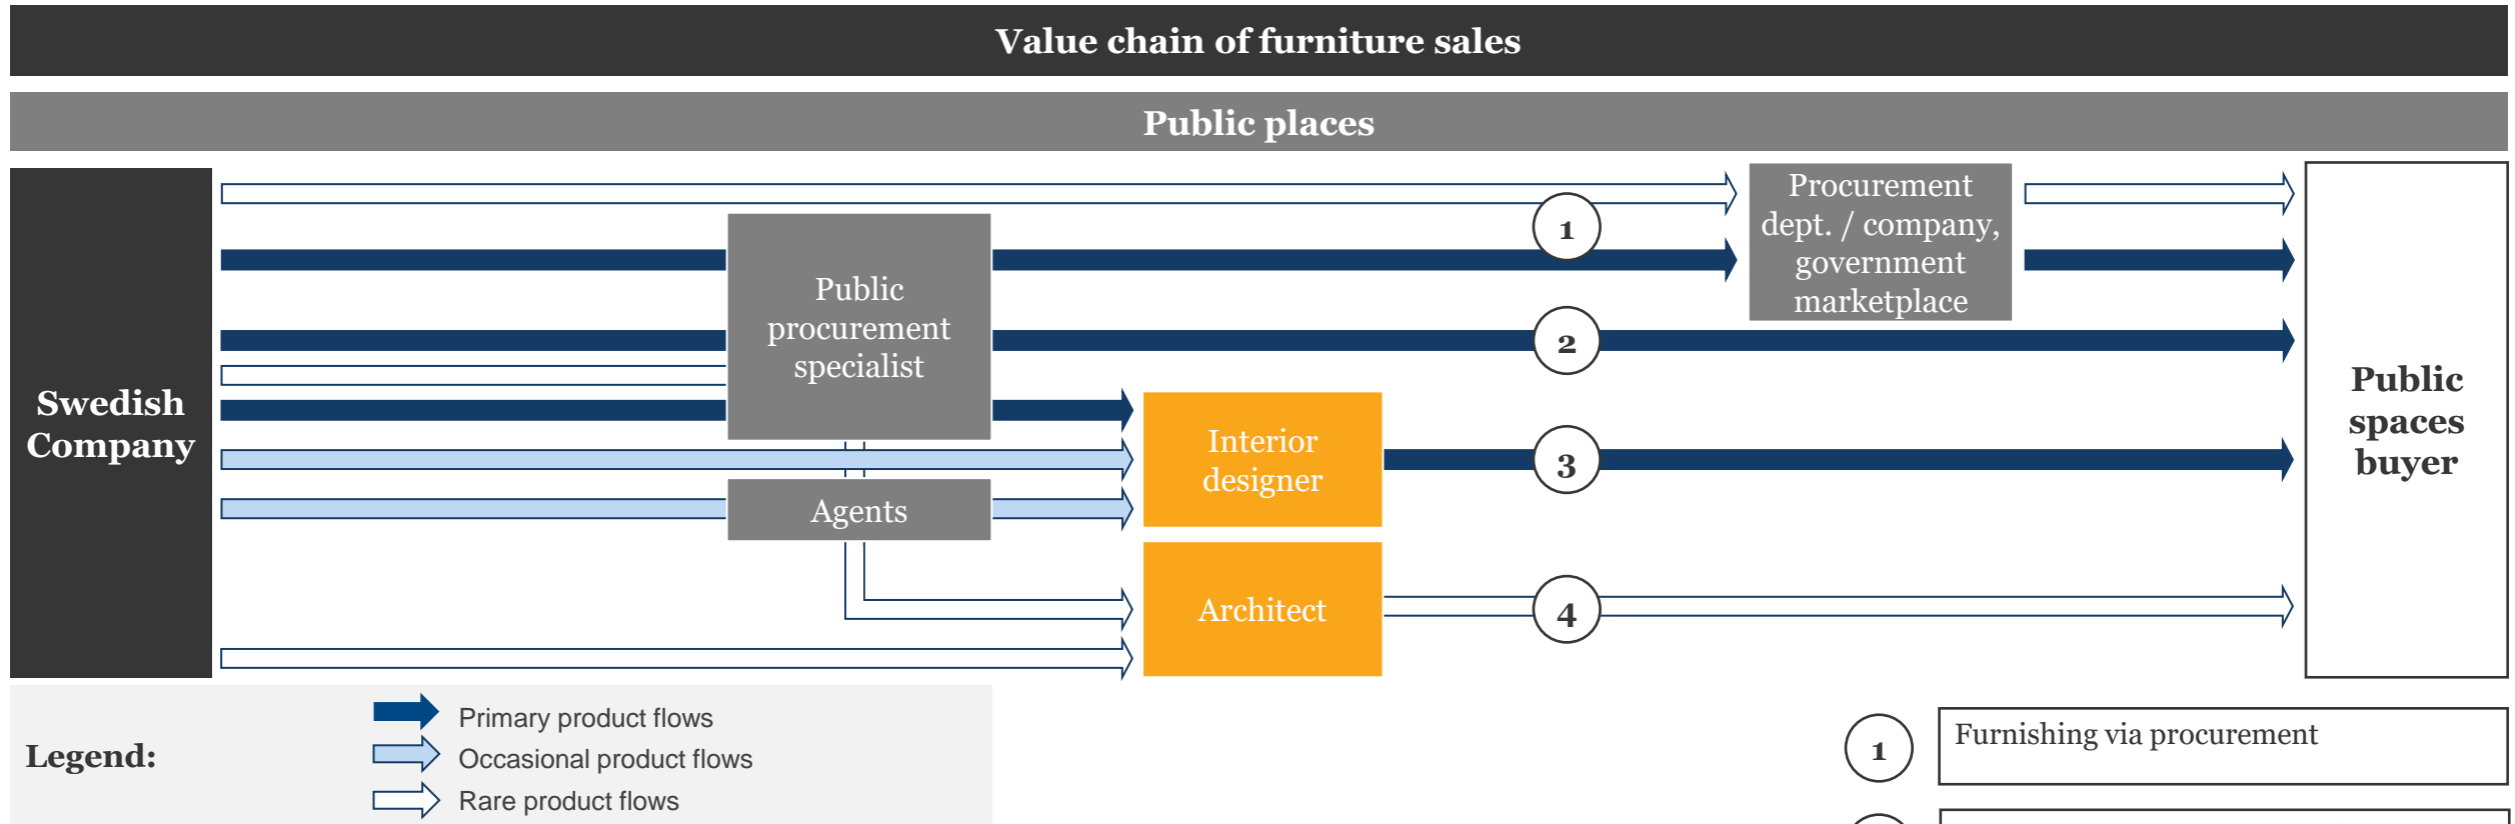 Value chain of furniture sales
Public places
Swedish
Company
Public
procurement
specialist
Agents
Interior
designer
Architect
Procurement
dept. / company,
government
marketplace
1
2
3
4
Public
spaces
buyer
Legend:
Primary product flows
Occasional product flows
Rare product flows
1
Furnishing via procurement